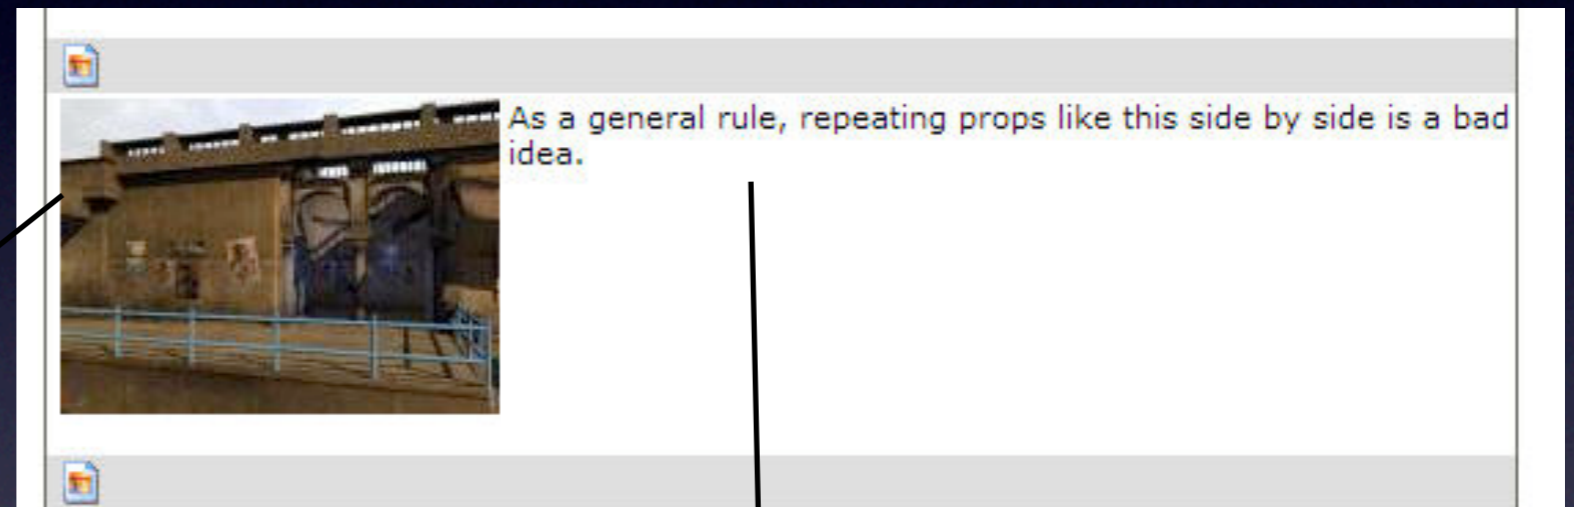 As a general rule, repeating props like this side by side is a bad
idea.